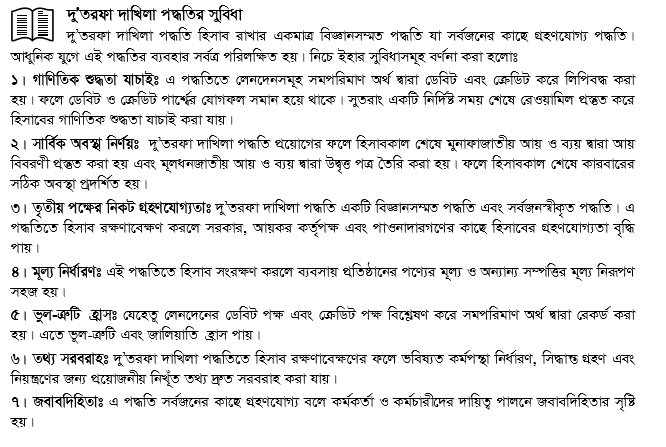 দু'তরফা দাখিলা পদ্ধতির সুবিধা
দু'তরফা দাখিলা পদ্ধতি হিসাব রাখার একমাত্র বিজ্ঞানসম্মত পদ্ধতি যা সর্বজনের কাছে গ্রহণযোগ্য পদ্ধতি।
আধুনিক যুগে এই পদ্ধতির ব্যবহার সর্বত্র পরিলক্ষিত হয়। নিচে ইহার সুবিধাসমূহ বর্ণনা করা হলোঃ
১। গাণিতিক শুদ্ধতা যাচাইঃ এ পদ্ধতিতে লেনদেনসমূহ সমপরিমাণ অর্থ দ্বারা ডেবিট এবং ক্রেডিট করে লিপিবদ্ধ করা
হয়। ফলে ডেবিট ও ক্রেডিট পার্শ্বের যোগফল সমান হয়ে থাকে। সুতরাং একটি নির্দিষ্ট সময় শেষে রেওয়ামিল প্রস্তুত করে
হিসাবের গাণিতিক শুদ্ধতা যাচাই করা যায়।
২। সার্বিক অবস্থা নির্ণয়ঃ দু'তরফা দাখিলা পদ্ধতি প্রয়োগের ফলে হিসাবকাল শেষে মুনাফাজাতীয় আয় ও ব্যয় দ্বারা আয়
বিবরণী প্রস্তুত করা হয় এবং মূলধনজাতীয় আয় ও ব্যয় দ্বারা উদ্বৃত্ত পত্র তৈরি করা হয়। ফলে হিসাবকাল শেষে কারবারের
সঠিক অবস্থা প্রদর্শিত হয়।
৩। তৃতীয় পক্ষের নিকট গ্রহণযোগ্যতাঃ দু'তরফা দাখিলা পদ্ধতি একটি বিজ্ঞানসম্মত পদ্ধতি এবং সর্বজনস্বীকৃত পদ্ধতি। এ
পদ্ধতিতে হিসাব রক্ষণাবেক্ষণ করলে সরকার, আয়কর কর্তৃপক্ষ এবং পাওনাদারগণের কাছে হিসাবের গ্রহণযোগ্যতা বৃদ্ধি
পায়।
৪। মূল্য নির্ধারণঃ এই পদ্ধতিতে হিসাব সংরক্ষণ করলে ব্যবসায় প্রতিষ্ঠানের পণ্যের মূল্য ও অন্যান্য সম্পত্তির মূল্য নিরূপণ
সহজ হয়।
৫। ভুল-ত্রুটি হ্রাসঃ যেহেতু লেনদেনের ডেবিট পক্ষ এবং ক্রেডিট পক্ষ বিশ্লেষণ করে সমপরিমাণ অর্থ দ্বারা রেকর্ড করা
হয়। এতে ভুল-ত্রুটি এবং জালিয়াতি হ্রাস পায়।
৬। তথ্য সরবরাহঃ দু'তরফা দাখিলা পদ্ধতিতে হিসাব রক্ষণাবেক্ষণের ফলে ভবিষ্যত কর্মপন্থা নির্ধারণ, সিদ্ধান্ত গ্রহণ এবং
নিয়ন্ত্রণের জন্য প্রয়োজনীয় নিখুঁত তথ্য দ্রুত সরবরাহ করা যায়।
৭। জবাবদিহিতাঃ এ পদ্ধতি সর্বজনের কাছে গ্রহণযোগ্য বলে কর্মকর্তা ও কর্মচারীদের দায়িত্ব পালনে জবাবদিহিতার সৃষ্টি
হয়।